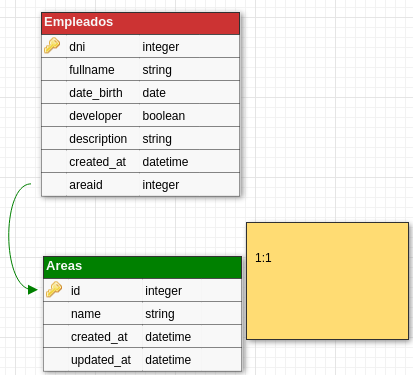 Empleados
dni integer
fullname string
date_birth date
developer boolean
description string
created_at datetime
areaid integer
Areas
id integer
name string
created_at datetime
updated_at datetime
1:1